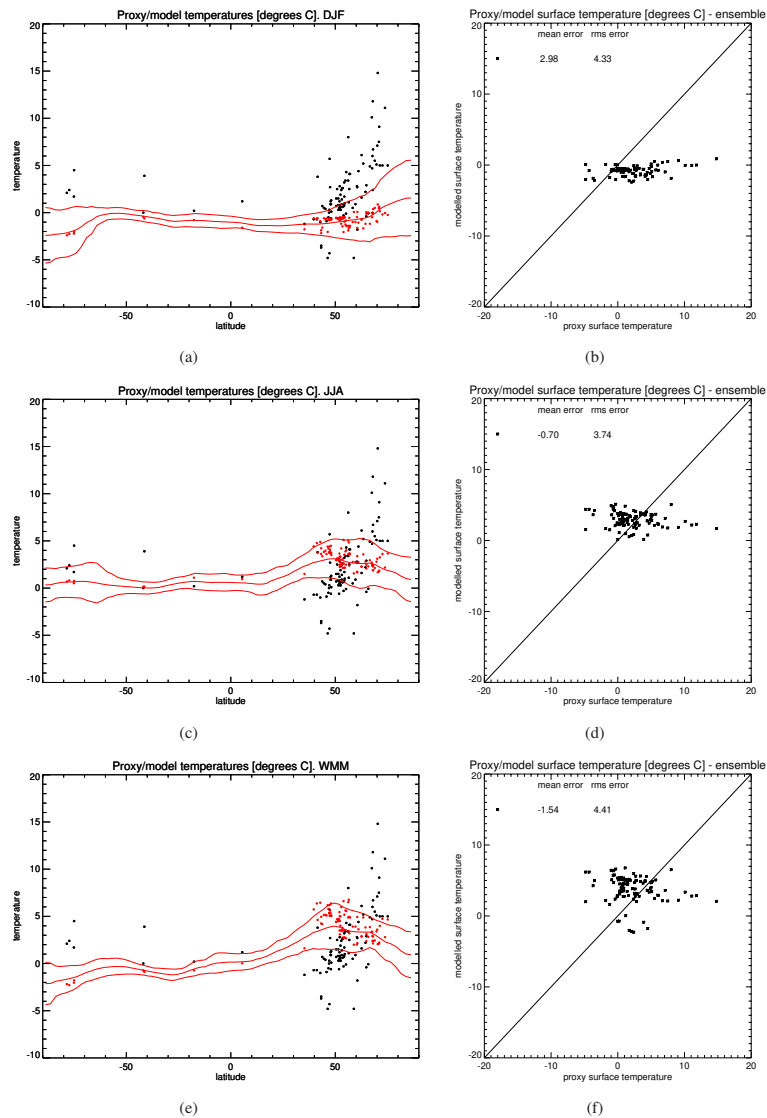 Proxy/model temperatures [degrees C]. DJF
20
15
10
5
0
-5
-10
temperature
-50 0 50
latitude
(a)
Proxy/model surface temperature [degrees C] - ensemble
mean error rms error
2.98 4.33
20
10
0
-10
-20
modelled surface temperature
-20 -10 0 10 20
proxy surface temperature
(b)
Proxy/model temperatures [degrees C]. JJA
20
15
10
5
0
-5
-10
temperature
-50 0 50
latitude
(c)
Proxy/model surface temperature [degrees C] - ensemble
mean error rms error
-0.70 3.74
20
10
0
-10
-20
modelled surface temperature
-20 -10 0 10 20
proxy surface temperature
(d)
Proxy/model temperatures [degrees C]. WMM
20
15
10
5
0
-5
-10
temperature
-50 0 50
latitude
(e)
Proxy/model surface temperature [degrees C] - ensemble
mean error rms error
-1.54 4.41
20
10
0
-10
-20
modelled surface temperature
-20 -10 0 10 20
proxy surface temperature
(f)